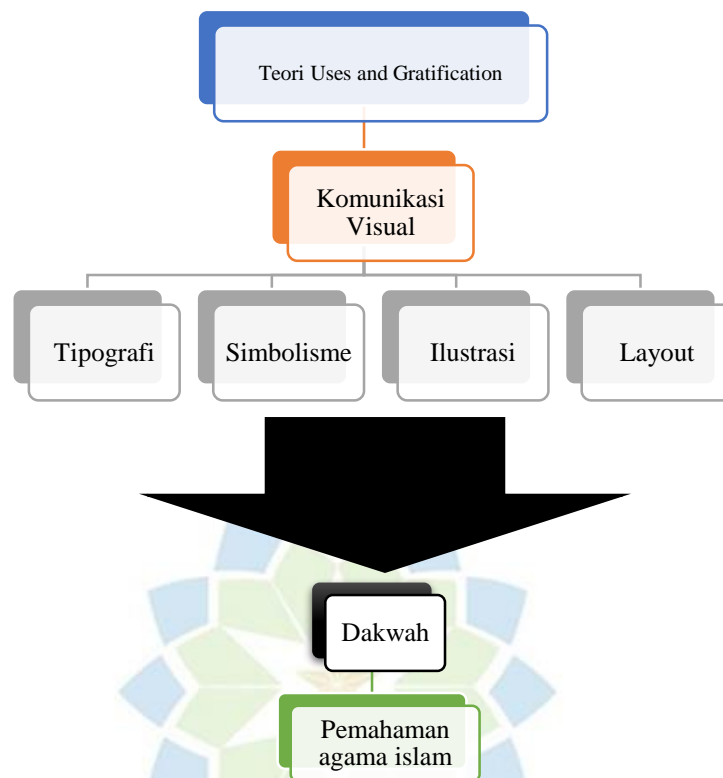 Teori Uses and Gratification
Komunikasi
Visual
Tipografi
Simbolisme
Ilustrasi
Layout
Dakwah
Pemahaman
agama islam